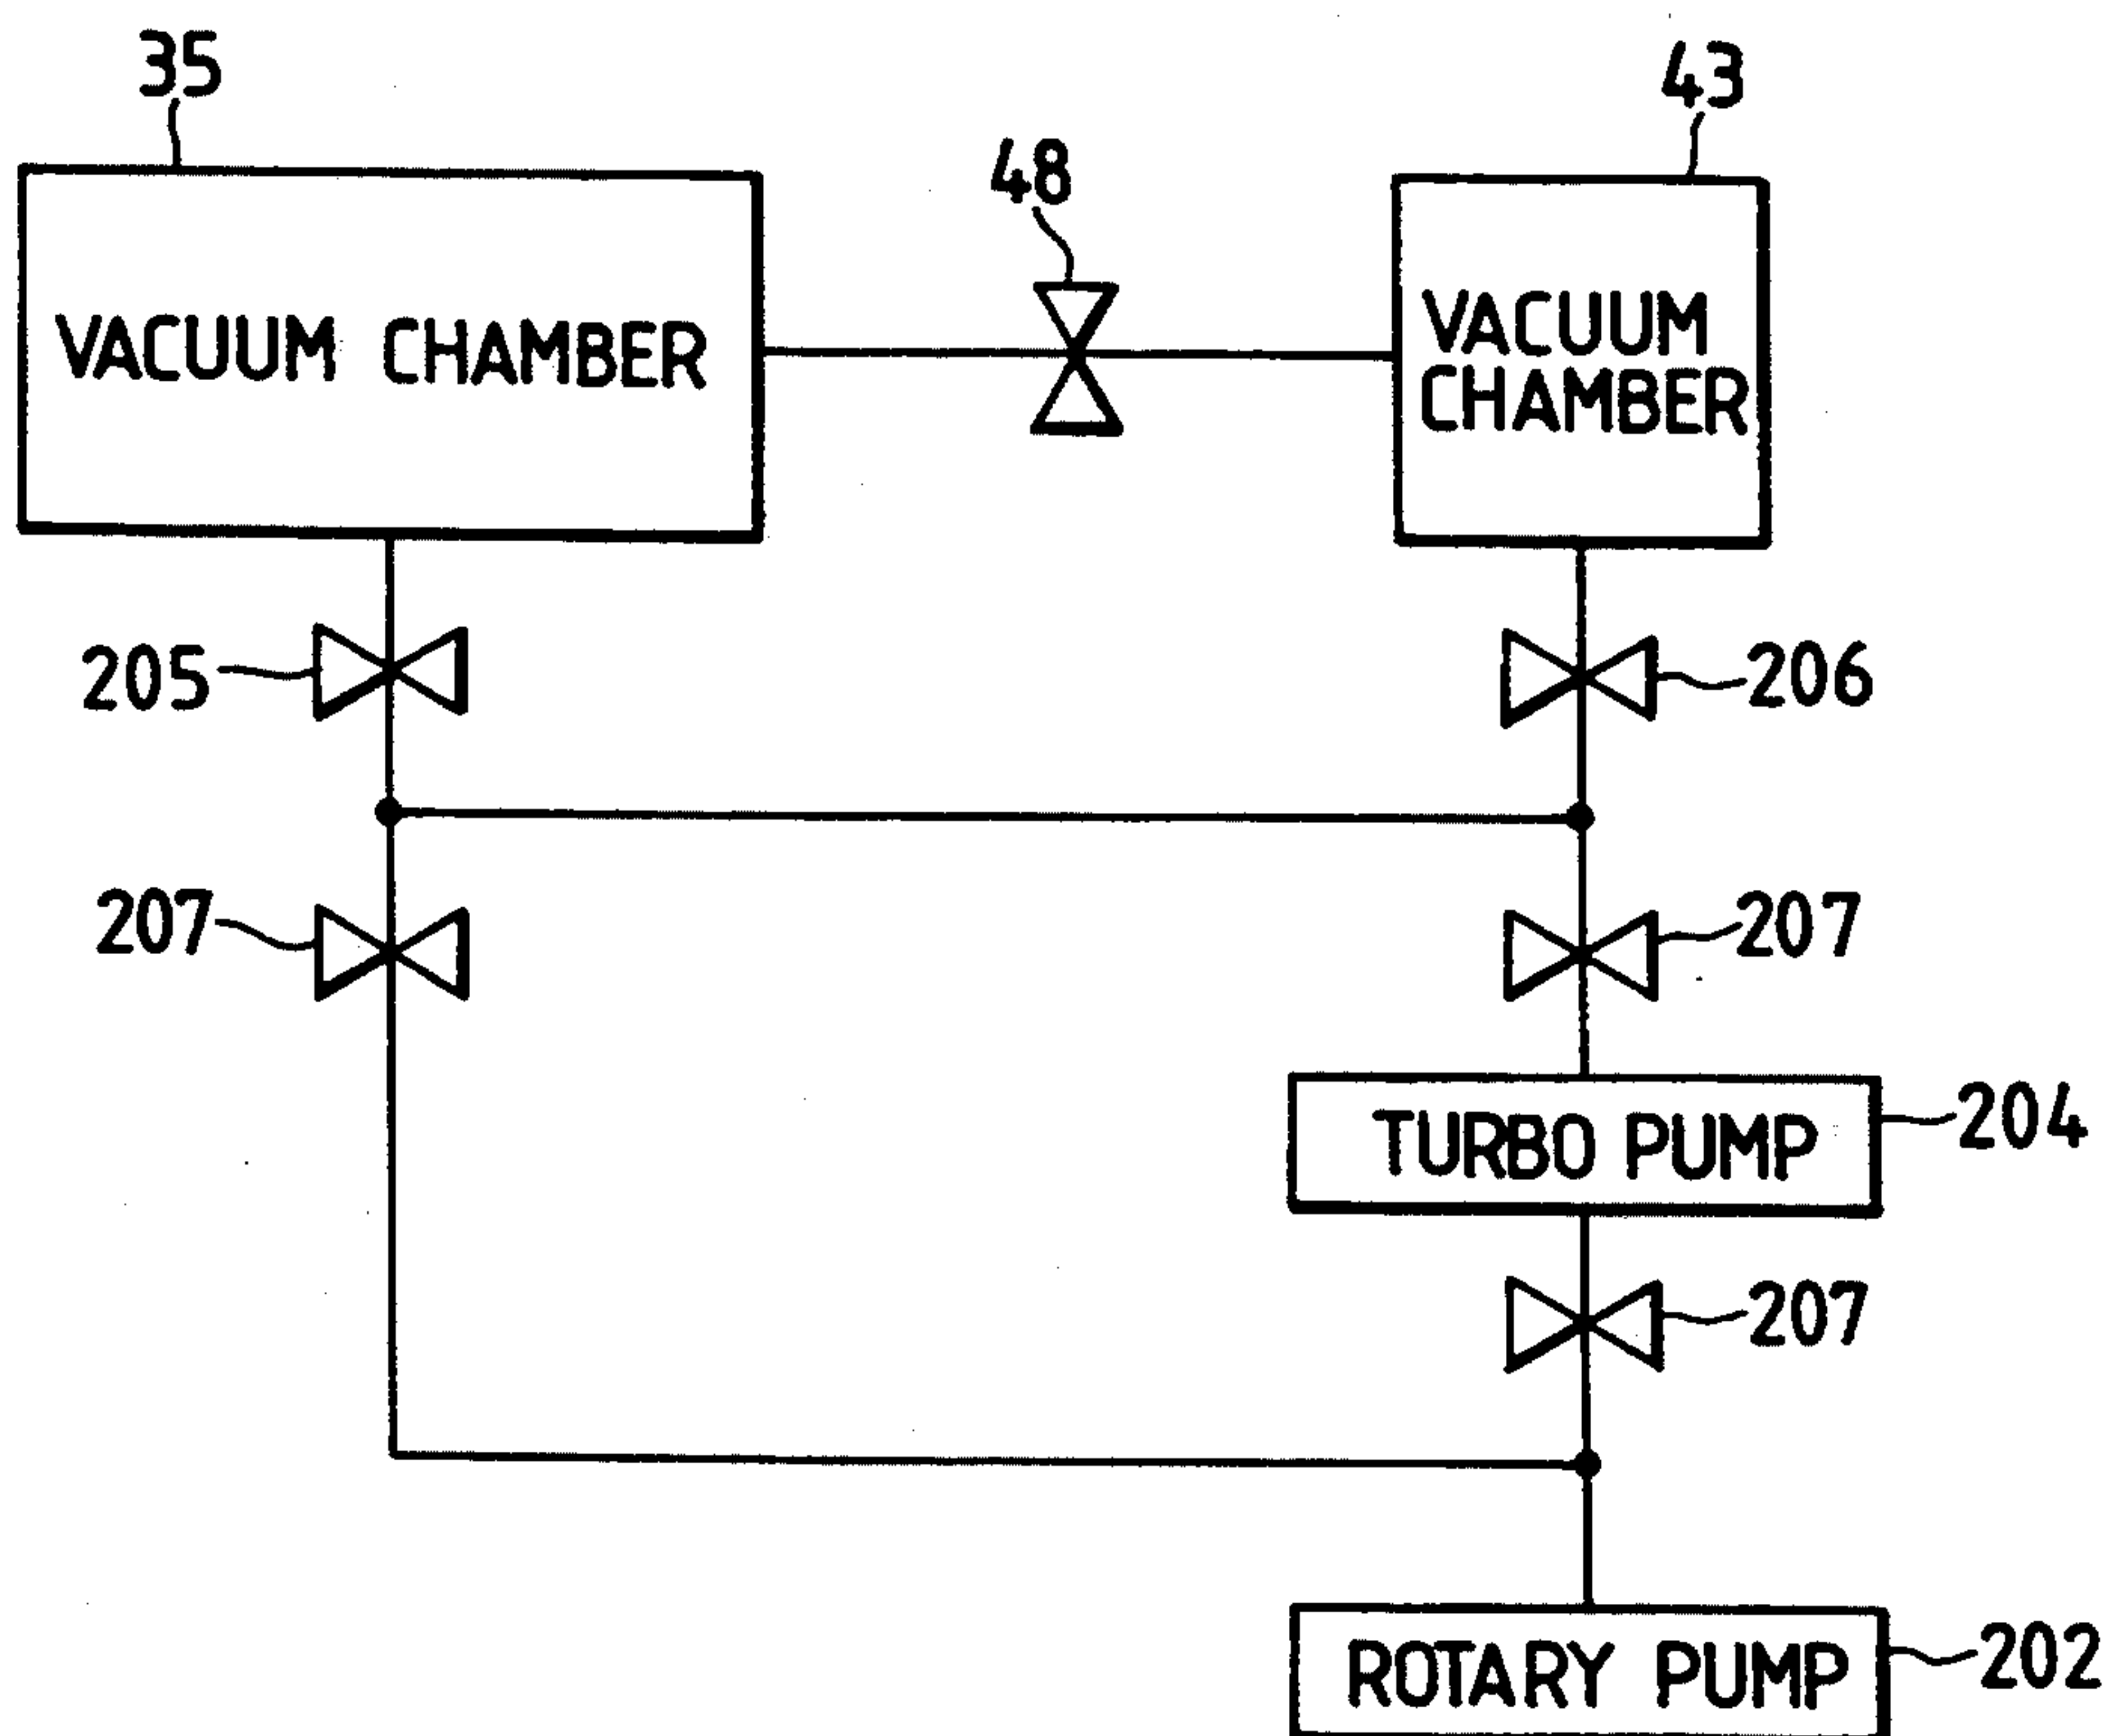 35
43
48
VACUUM CHAMBER
VACUUM
CHAMBER
205
206
207
207
TURBO PUMP
204
207
ROTARY PUMP
202